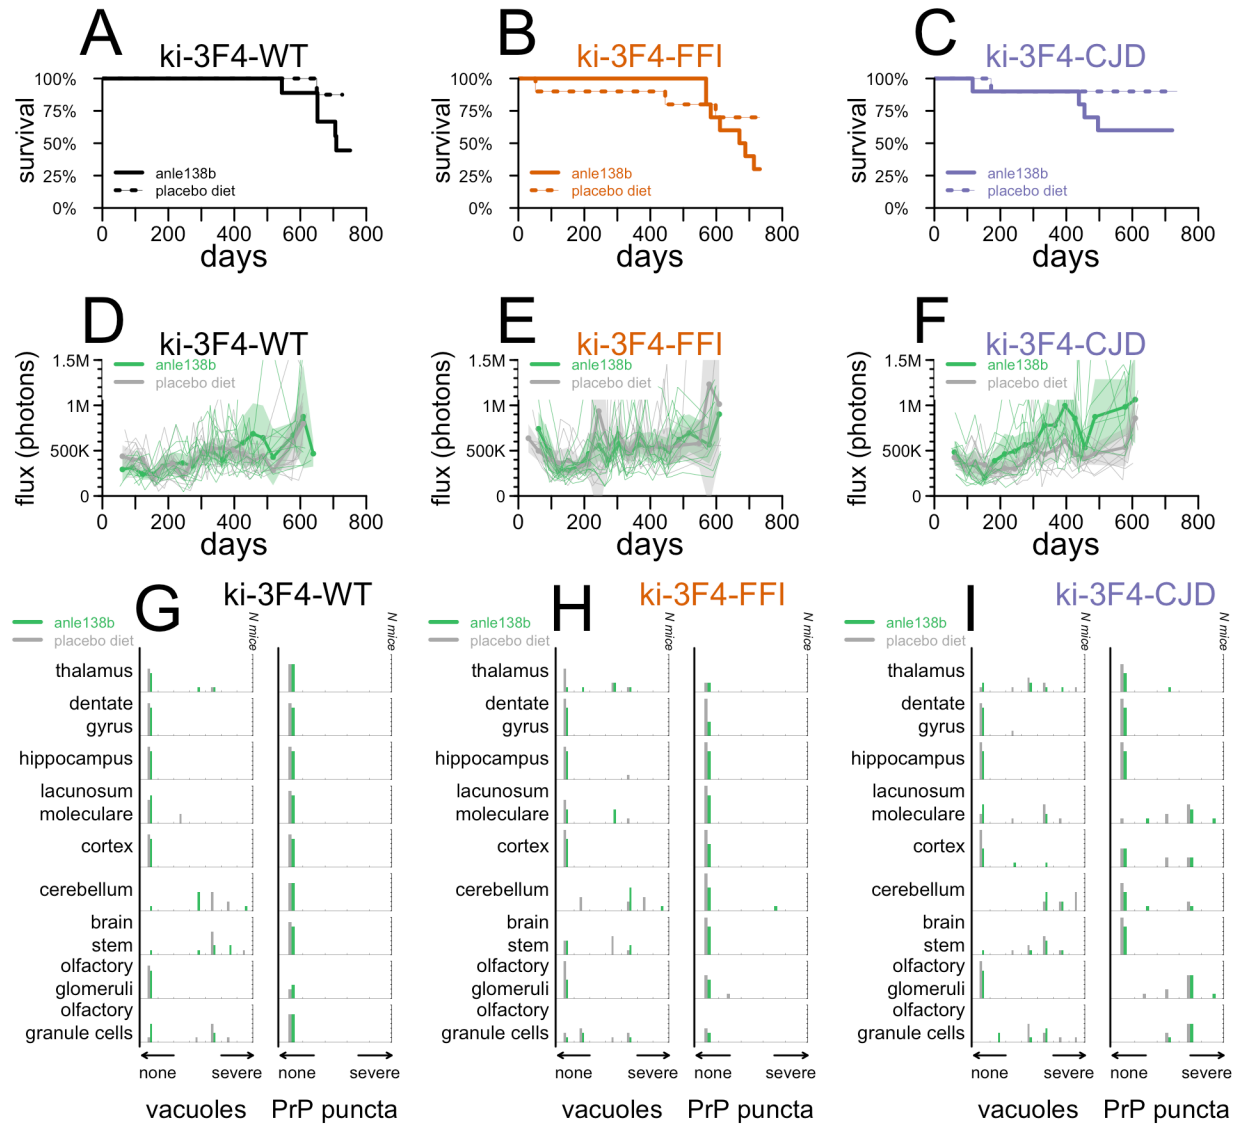 A
ki-3F4-WT
survival
100%
75%
50%
25%
0%
anle138b
placebo diet
0 200 400 600 800
days
B
ki-3F4-FFI
survival
100%
75%
50%
25%
0%
anle138b
placebo diet
0 200 400 600 800
days
C
ki-3F4-CJD
survival
100%
75%
50%
25%
0%
anle138b
placebo diet
0 200 400 600 800
days
D
ki-3F4-WT
flux (photons)
1.5M
1M
500K
0
anle138b
placebo diet
0 200 400 600 800
days
E
ki-3F4-FFI
flux (photons)
1.5M
1M
500K
0
anle138b
placebo diet
0 200 400 600 800
days
F
ki-3F4-CJD
flux (photons)
1.5M
1M
500K
0
anle138b
placebo diet
0 200 400 600 800
days
G
ki-3F4-WT
anle138b
placebo diet
N mice
thalamus
dentate
gyrus
hippocampus
lacunosum
moleculare
cortex
cerebellum
brain
stem
olfactory
glomeruli
olfactory
granule cells
none severe none severe
vacuoles PrP puncta
H
ki-3F4-FFI
anle138b
placebo diet
N mice
thalamus
dentate
gyrus
hippocampus
lacunosum
moleculare
cortex
cerebellum
brain
stem
olfactory
glomeruli
olfactory
granule cells
none severe none severe
vacuoles PrP puncta
I
ki-3F4-CJD
anle138b
placebo diet
N mice
thalamus
dentate
gyrus
hippocampus
lacunosum
moleculare
cortex
cerebellum
brain
stem
olfactory
glomeruli
olfactory
granule cells
none severe none severe
vacuoles PrP puncta